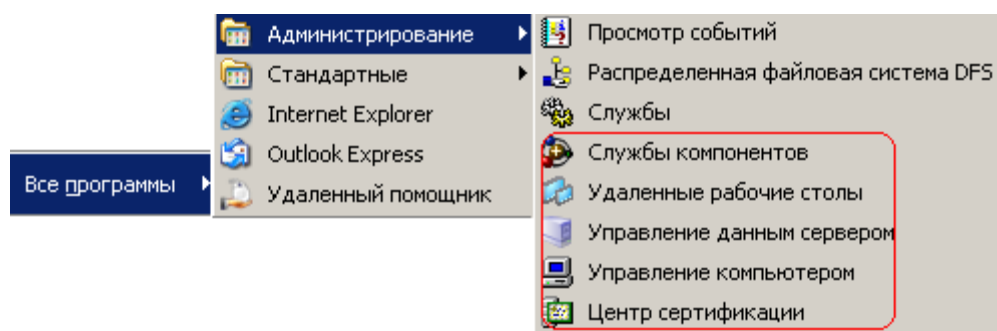 Все программы
Администрирование
Стандартные
Internet Explorer
Outlook Express
Удаленный помощник
Просмотр событий
Распределенная файловая система DFS
Службы
Службы компонентов
Удаленные рабочие столы
Управление данным сервером
Управление компьютером
Центр сертификации